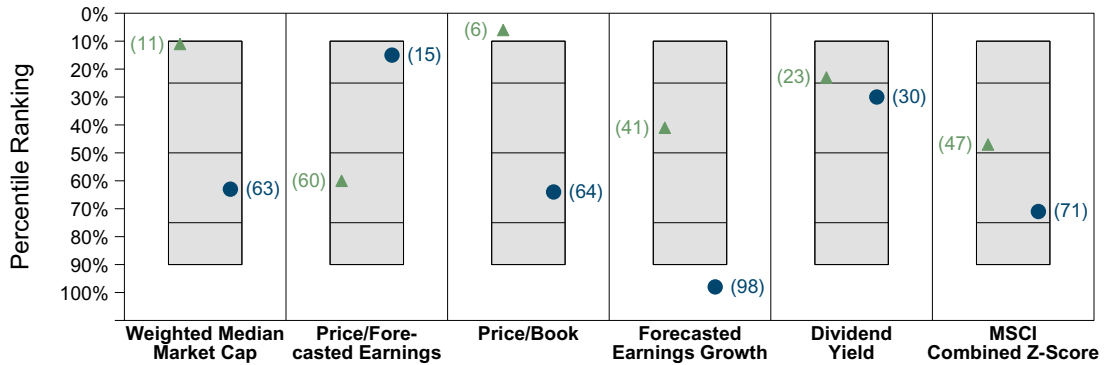 Percentile Ranking
0%
10%
20%
30%
40%
50%
60%
70%
80%
90%
100%
(11)
(63)
(60)
(15)
(6)
(64)
(41)
(98)
(23)
(30)
(47)
(71)
Weighted Median
Market Cap
Price/Fore-
casted Earnings
Price/Book
Forecasted
Earnings Growth
Dividend
Yield
MSCI
Combined Z-Score